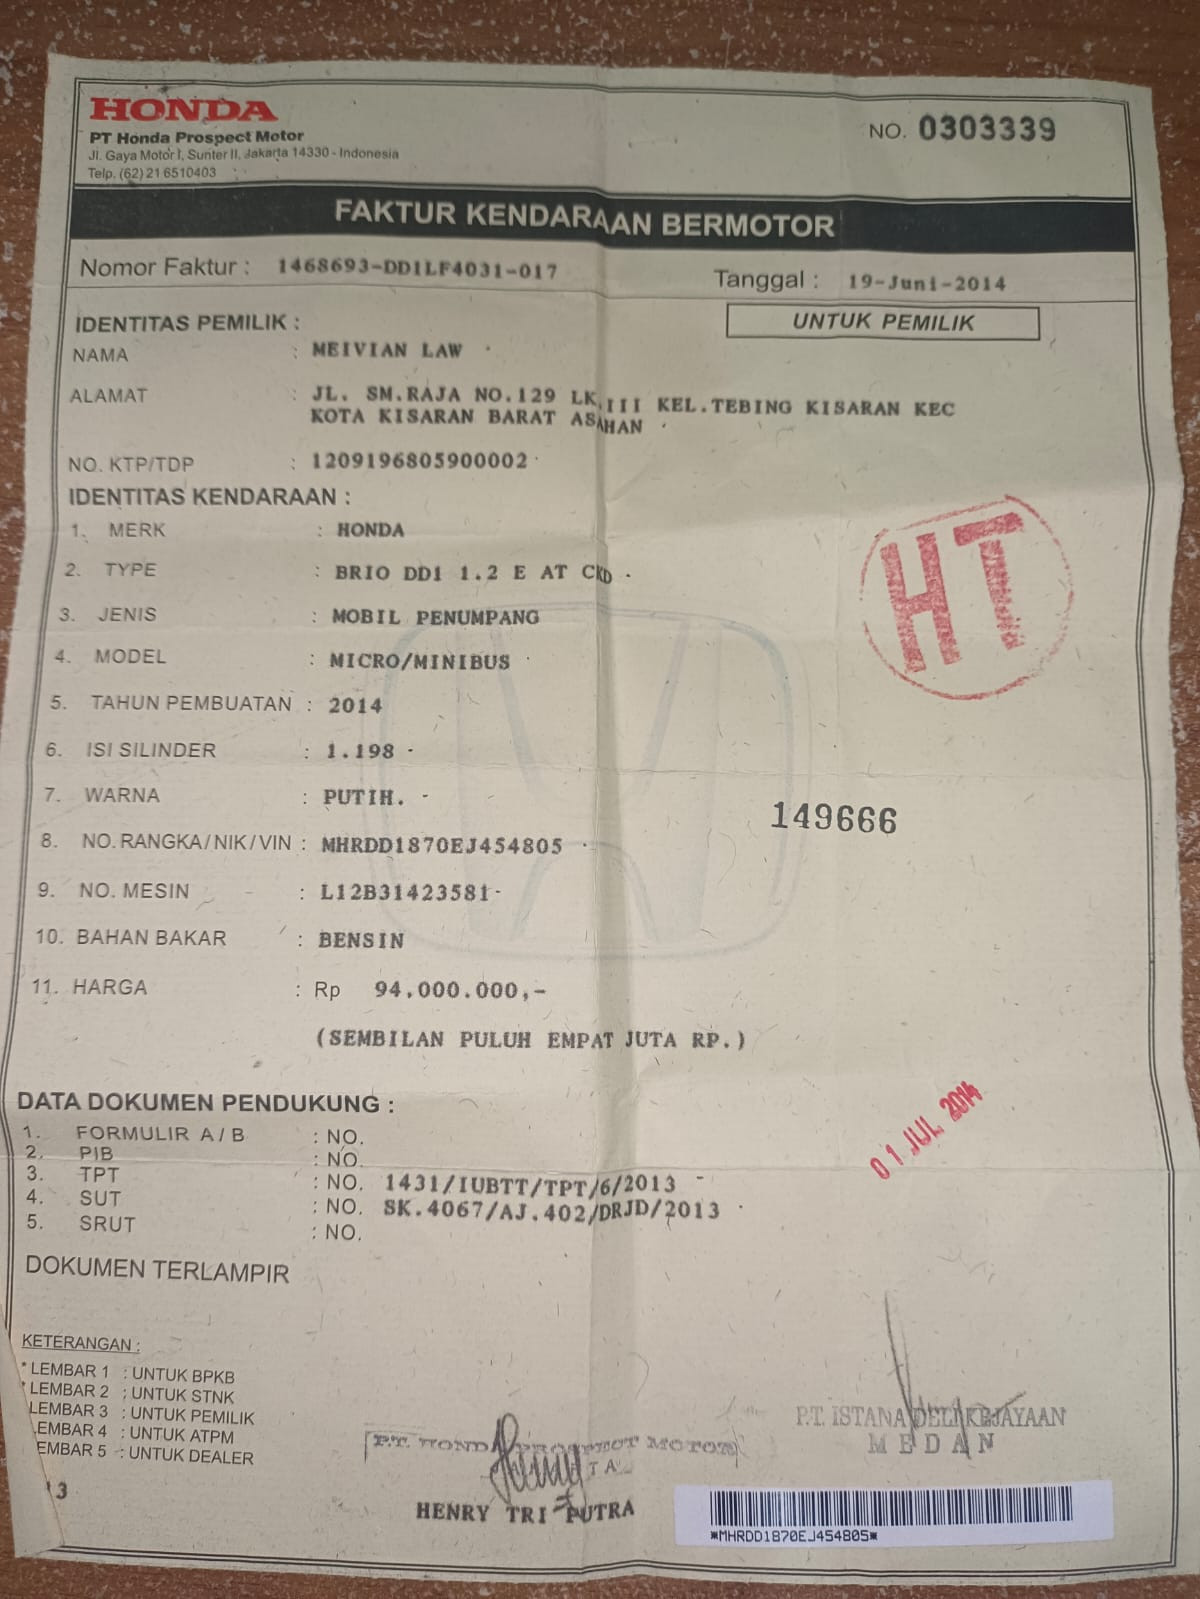 HONDA
PT Honda Prospect Motor
Jl. Gaya Motor I, Sunter II, Jakarta 14330 - Indonesia
Telp. (62) 21 6510403
NO. 0303339
FAKTUR KENDARAAN BERMOTOR
Nomor Faktur : 1468693-DD1LF4031-017
Tanggal : 19-Juni-2014
IDENTITAS PEMILIK :
UNTUK PEMILIK
NAMA : MEIVIAN LAW
ALAMAT : JL. SM.RAJA NO.129 LK.III KEL.TEBING KISARAN KEC
KOTA KISARAN BARAT ASAHAN
NO. KTP/TDP : 1209196805900002
IDENTITAS KENDARAAN :
1. MERK : HONDA
2. TYPE : BRIO DD1 1.2 E AT CKD
3. JENIS : MOBIL PENUMPANG
4. MODEL : MICRO/MINIBUS
5. TAHUN PEMBUATAN : 2014
6. ISI SILINDER : 1.198
7. WARNA : PUTIH.
8. NO. RANGKA/NIK/VIN : MHRDD1870EJ454805
9. NO. MESIN : L12B31423581
10. BAHAN BAKAR : BENSIN
11. HARGA : Rp 94.000.000,-
(SEMBILAN PULUH EMPAT JUTA RP.)
HT
149666
DATA DOKUMEN PENDUKUNG :
1. FORMULIR A / B : NO.
2. PIB : NO.
3. TPT : NO. 1431/IUBTT/TPT/6/2013
4. SUT : NO. SK.4067/AJ.402/DRJD/2013
5. SRUT : NO.
01 JUL 2014
DOKUMEN TERLAMPIR
KETERANGAN :
* LEMBAR 1 : UNTUK BPKB
* LEMBAR 2 : UNTUK STNK
LEMBAR 3 : UNTUK PEMILIK
EMBAR 4 : UNTUK ATPM
EMBAR 5 : UNTUK DEALER
13
P.T. HONDA PROSPECT MOTOR
TA
HENRY TRI PUTRA
P.T. ISTANA DELI KEJAYAAN
MEDAN
*MHRDD1870EJ454805*